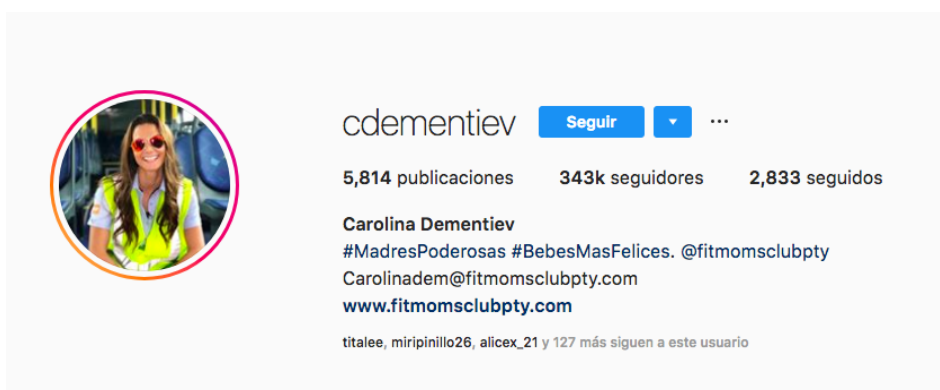 cdementiev Seguir ...
5,814 publicaciones 343k seguidores 2,833 seguidos
Carolina Dementiev
#MadresPoderosas #BebesMasFelices. @fitmomsclubpty
Carolinadem@fitmomsclubpty.com
www.fitmomsclubpty.com
titalee, miripinillo26, alicex_21 y 127 más siguen a este usuario